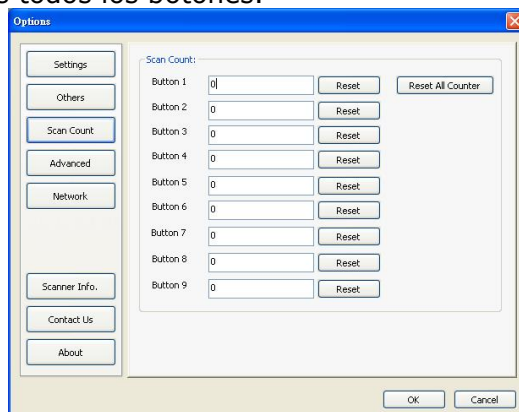 todos los botones.
Options
Settings
Others
Scan Count
Advanced
Network
Scanner Info.
Contact Us
About
Scan Count:
Button 1 0 Reset Reset All Counter
Button 2 0 Reset
Button 3 0 Reset
Button 4 0 Reset
Button 5 0 Reset
Button 6 0 Reset
Button 7 0 Reset
Button 8 0 Reset
Button 9 0 Reset
OK Cancel